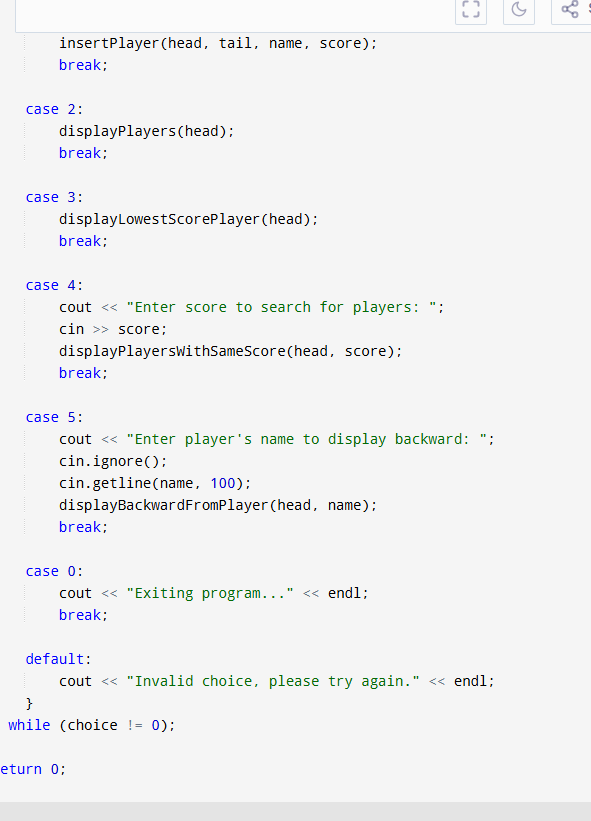 insertPlayer(head, tail, name, score);
break;
case 2:
displayPlayers(head);
break;
case 3:
displayLowestScorePlayer(head);
break;
case 4:
cout << "Enter score to search for players: ";
cin >> score;
displayPlayersWithSameScore(head, score);
break;
case 5:
cout << "Enter player's name to display backward: ";
cin.ignore();
cin.getline(name, 100);
displayBackwardFromPlayer(head, name);
break;
case 0:
cout << "Exiting program..." << endl;
break;
default:
cout << "Invalid choice, please try again." << endl;
}
while (choice != 0);
eturn 0;